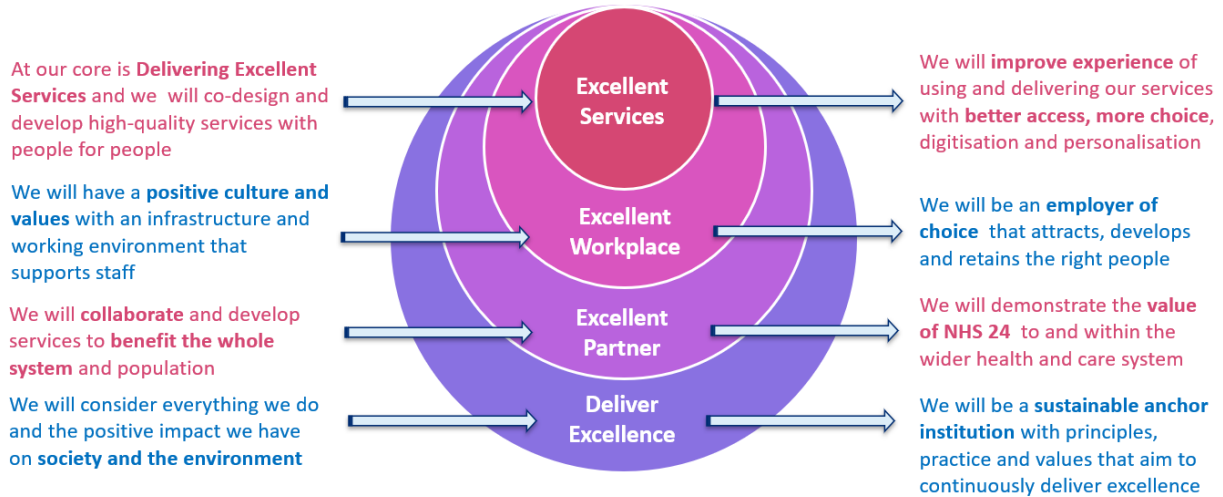 At our core is Delivering Excellent
Services and we will co-design and
develop high-quality services with
people for people
Excellent
Services
We will improve experience of
using and delivering our services
with better access, more choice,
digitisation and personalisation
We will have a positive culture and
values with an infrastructure and
working environment that
supports staff
Excellent
Workplace
We will be an employer of
choice that attracts, develops
and retains the right people
We will collaborate and develop
services to benefit the whole
system and population
Excellent
Partner
We will demonstrate the value
of NHS 24 to and within the
wider health and care system
We will consider everything we do
and the positive impact we have
on society and the environment
Deliver
Excellence
We will be a sustainable anchor
institution with principles,
practice and values that aim to
continuously deliver excellence